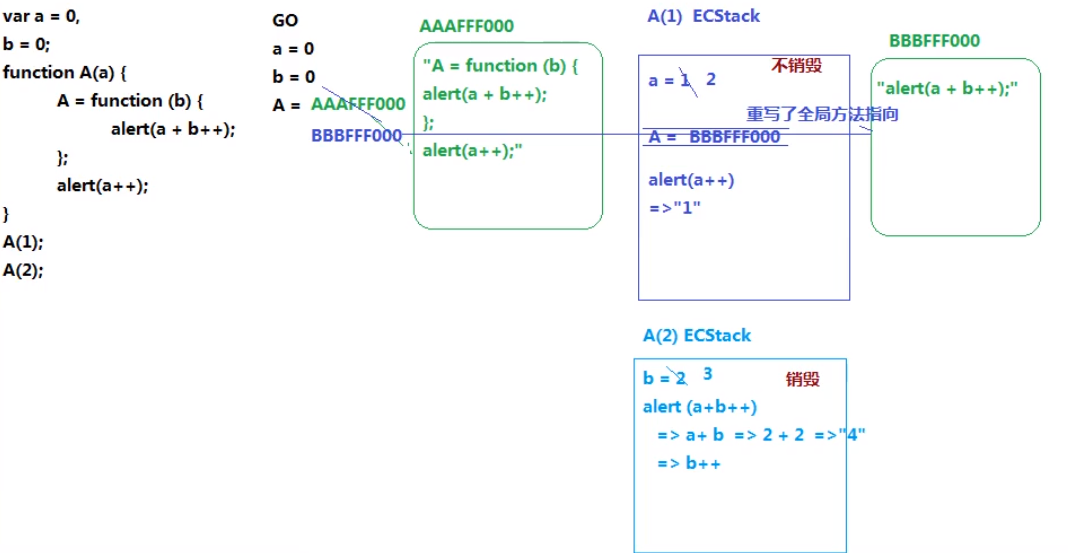 var a = 0,
b = 0;
function A(a) {
A = function (b) {
alert(a + b++);
};
alert(a++);
}
A(1);
A(2);
GO
a = 0
b = 0
A = AAAFFF000
BBBFFF000
AAAFFF000
"A = function (b) {
alert(a + b++);
};
alert(a++);"
A(1) ECStack
不销毁
a = 1 2
重写了全局方法指向
A = BBBFFF000
alert(a++)
=>"1"
BBBFFF000
"alert(a + b++);"
A(2) ECStack
b = 2 3
销毁
alert (a+b++)
=> a+ b => 2 + 2 =>"4"
=> b++